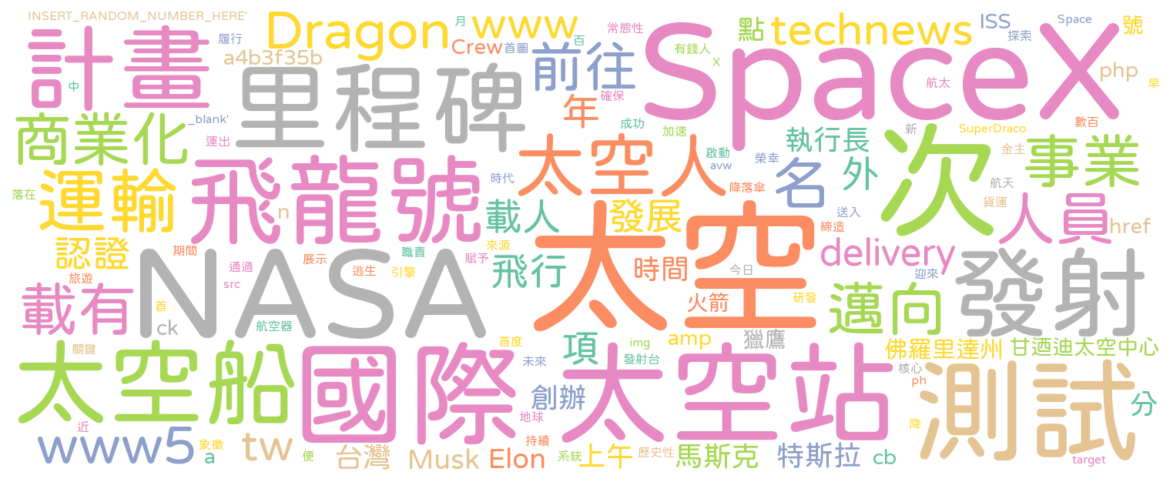 INSERT_RANDOM_NUMBER_HERE'
Dragon
月
www
常態性
點
technews
ISS
Space
探索
號
計畫
履行
a4b3f35b
Crew
首圖
百
前往
有錢人
X
SpaceX
航太
php
早
中
里程碑
年
確保
_blank'
成功
加速
數百
商業化
運出
太空人
啟動
avw
榮幸
執行長
新
SuperDraco
金主
事業
飛龍號
時代
降落傘
名
外
次
航天
落在
運輸
n
載人
發展
來源
送入
締造
貨運
人員
href
認證
期間
展示
職責
賦予
太空
delivery
迎來
旅遊
通過
src
逃生
引擎
飛行
時間
今日
發射
載有
首
NASA
火箭
研發
邁向
ck
航空器
關鍵
首度
img
發射台
amp
獵鷹
佛羅里達州
甘迺迪太空中心
太空船
國際
未來
項
太空站
核心
ph
測試
創辦
分
地球
降
近
www5
象徵
a
tw
便
台灣
Musk
Elon
持續
系統
上午
歷史性
馬斯克
特斯拉
cb
target